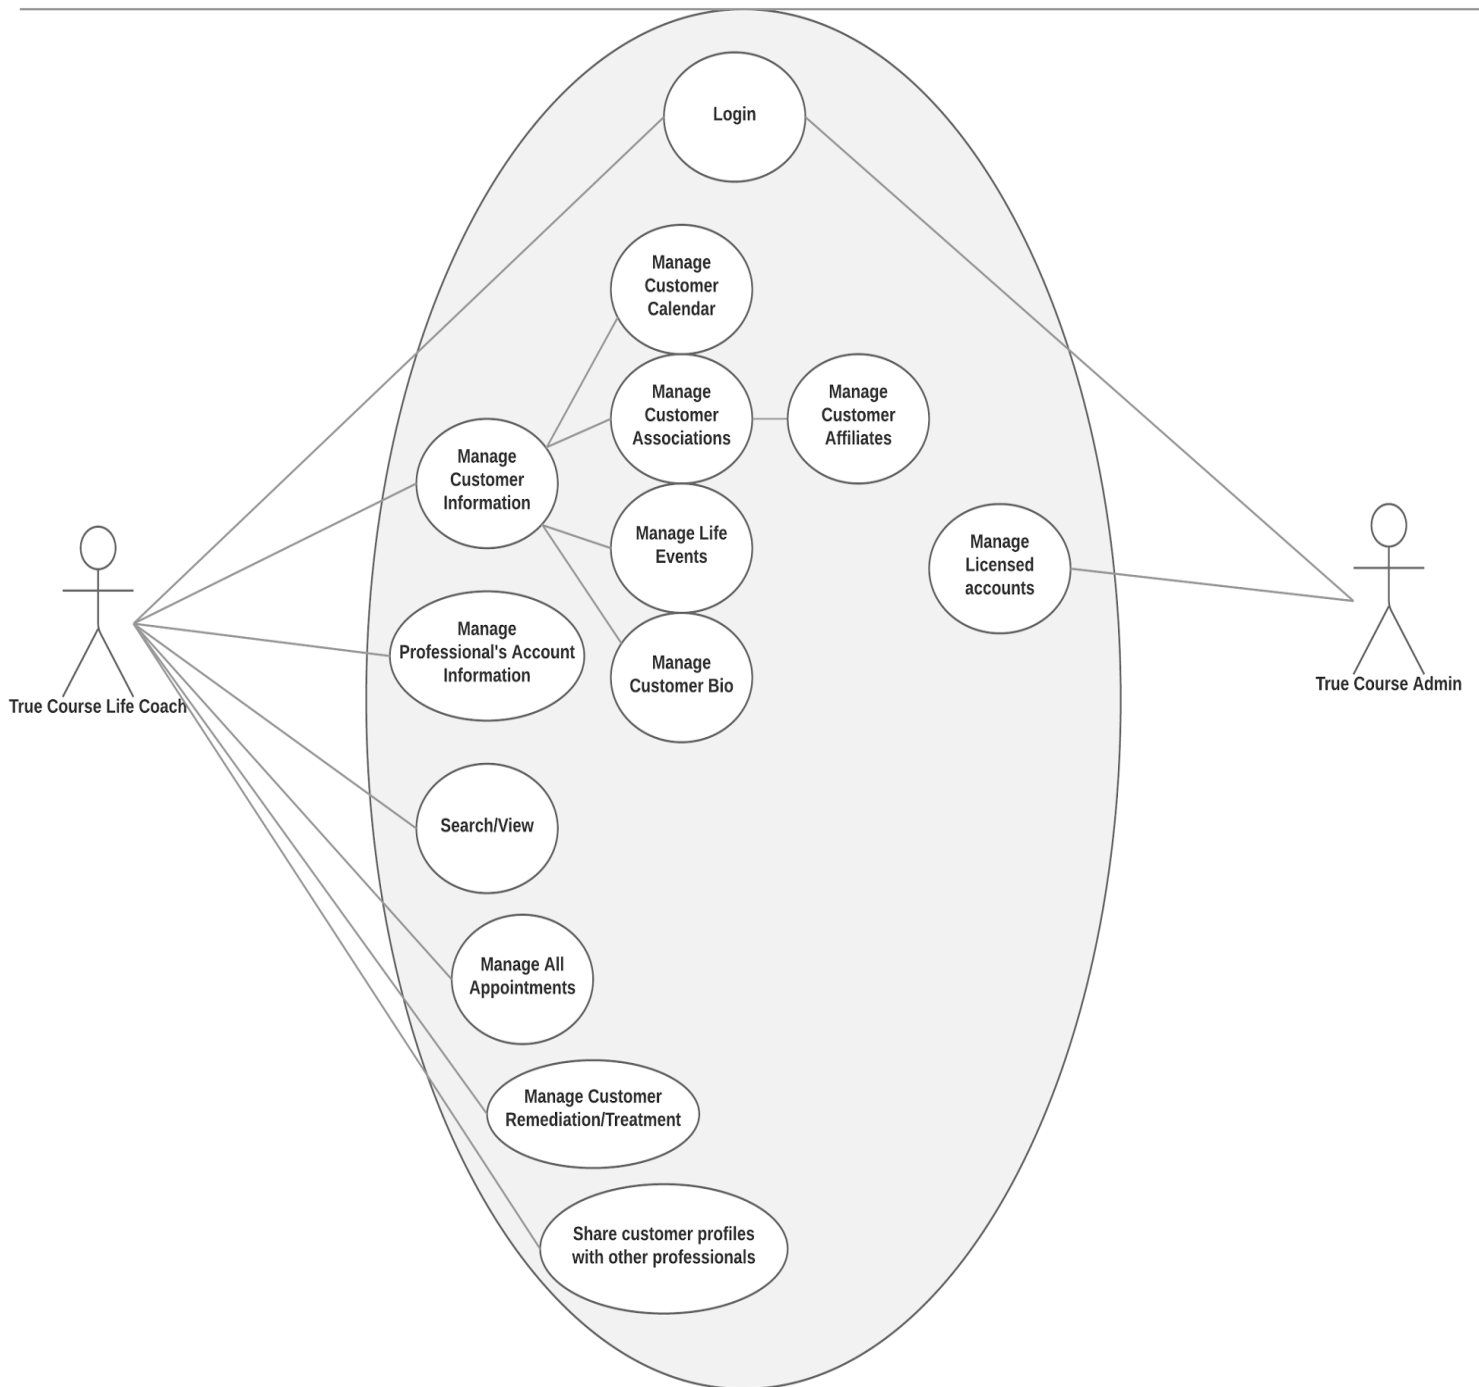 Login
Manage
Customer
Calendar
Manage
Customer
Associations
Manage
Customer
Affiliates
Manage
Customer
Information
Manage Life
Events
Manage
Licensed
accounts
Manage
Professional's Account
Information
Manage
Customer Bio
True Course Life Coach
True Course Admin
Search/View
Manage All
Appointments
Manage Customer
Remediation/Treatment
Share customer profiles
with other professionals